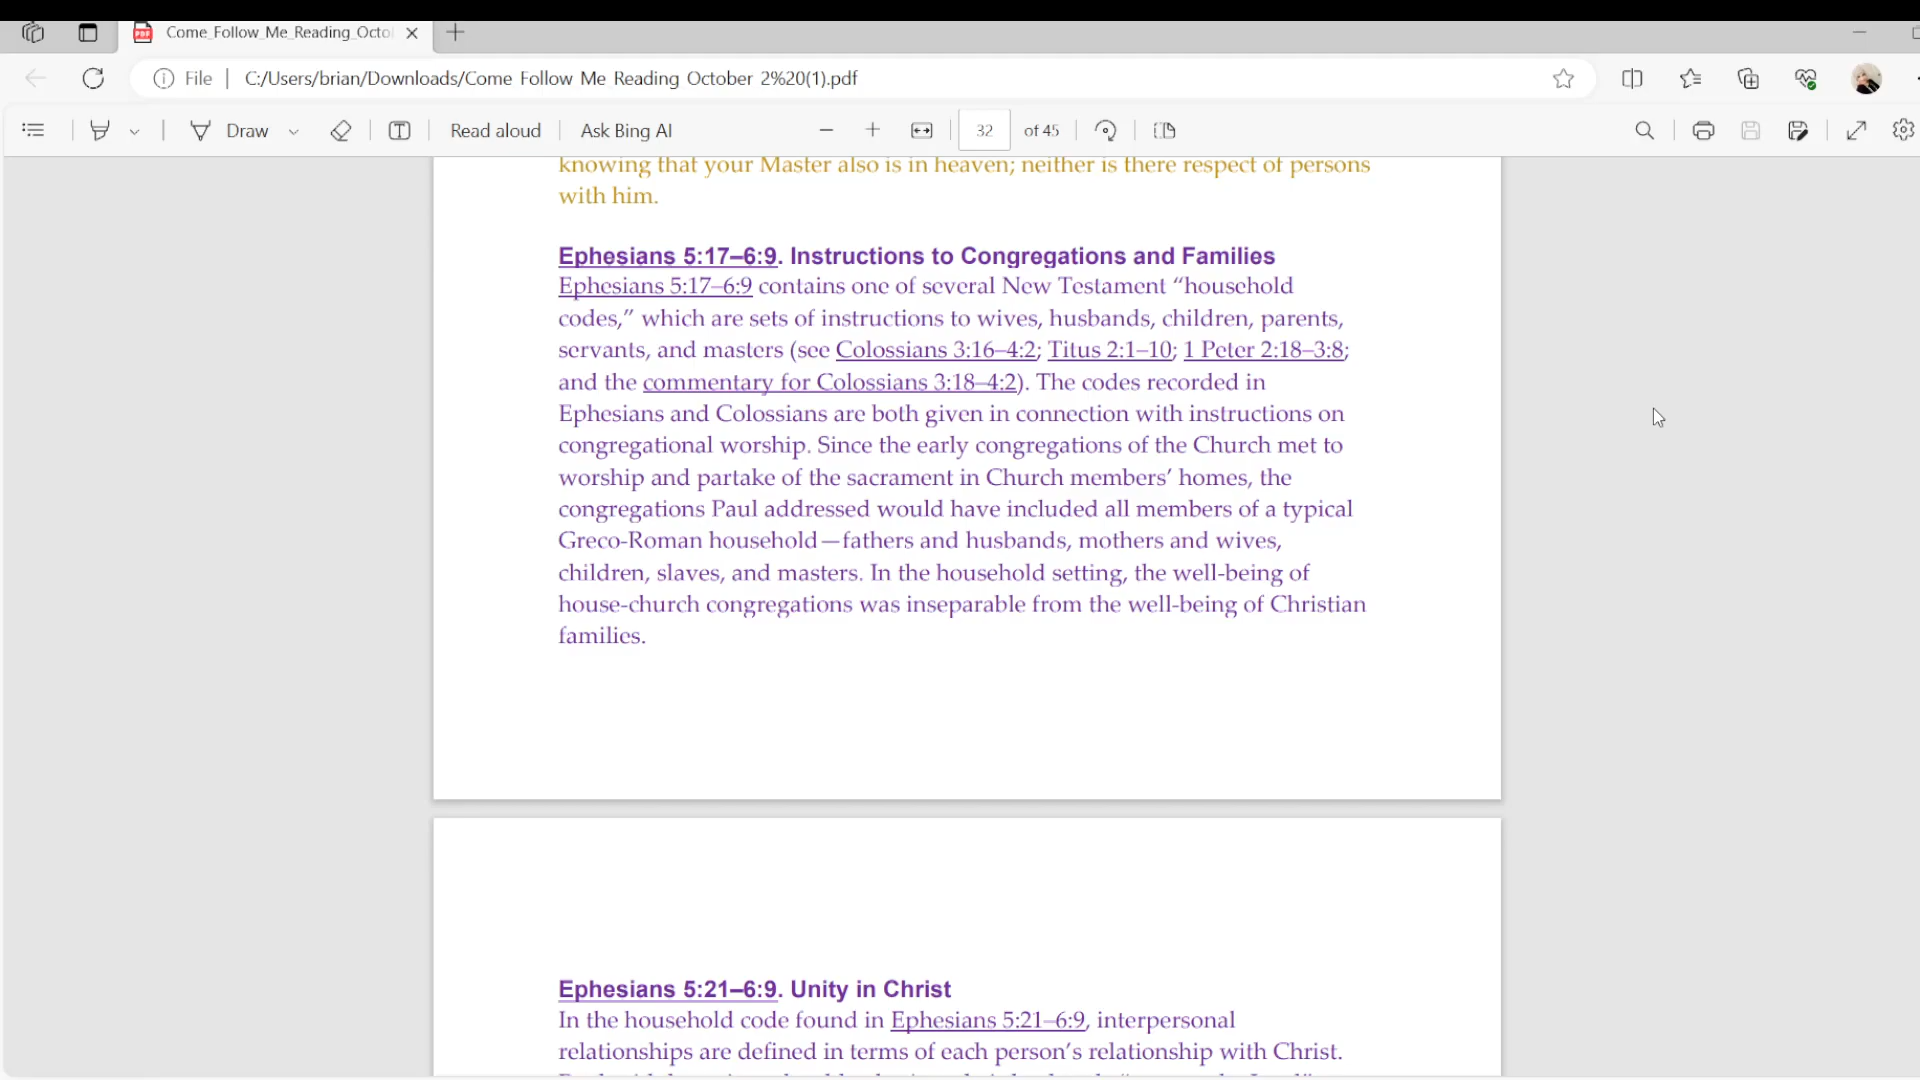 Come_Follow_Me_Reading_Octo
File | C:/Users/brian/Downloads/Come Follow Me Reading October 2%20(1).pdf
Draw Read aloud Ask Bing AI 32 of 45
knowing that your Master also is in heaven; neither is there respect of persons
with him.
Ephesians 5:17–6:9. Instructions to Congregations and Families
Ephesians 5:17–6:9 contains one of several New Testament “household
codes,” which are sets of instructions to wives, husbands, children, parents,
servants, and masters (see Colossians 3:16–4:2; Titus 2:1–10; 1 Peter 2:18–3:8;
and the commentary for Colossians 3:18–4:2). The codes recorded in
Ephesians and Colossians are both given in connection with instructions on
congregational worship. Since the early congregations of the Church met to
worship and partake of the sacrament in Church members’ homes, the
congregations Paul addressed would have included all members of a typical
Greco-Roman household—fathers and husbands, mothers and wives,
children, slaves, and masters. In the household setting, the well-being of
house-church congregations was inseparable from the well-being of Christian
families.
Ephesians 5:21–6:9. Unity in Christ
In the household code found in Ephesians 5:21–6:9, interpersonal
relationships are defined in terms of each person’s relationship with Christ.